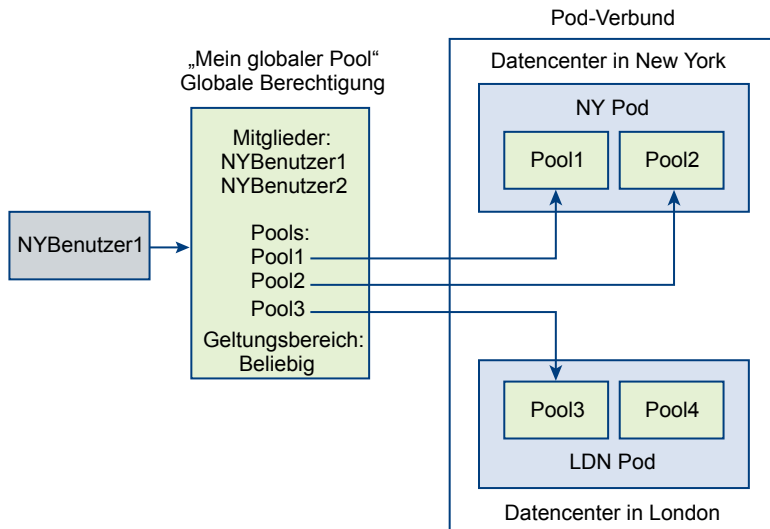 Pod-Verbund
„Mein globaler Pool“
Globale Berechtigung
Datencenter in New York
NY Pod
Pool1
Pool2
Mitglieder:
NYBenutzer1
NYBenutzer2
NYBenutzer1
Pools:
Pool1
Pool2
Pool3
Geltungsbereich:
Beliebig
Pool3
Pool4
LDN Pod
Datencenter in London